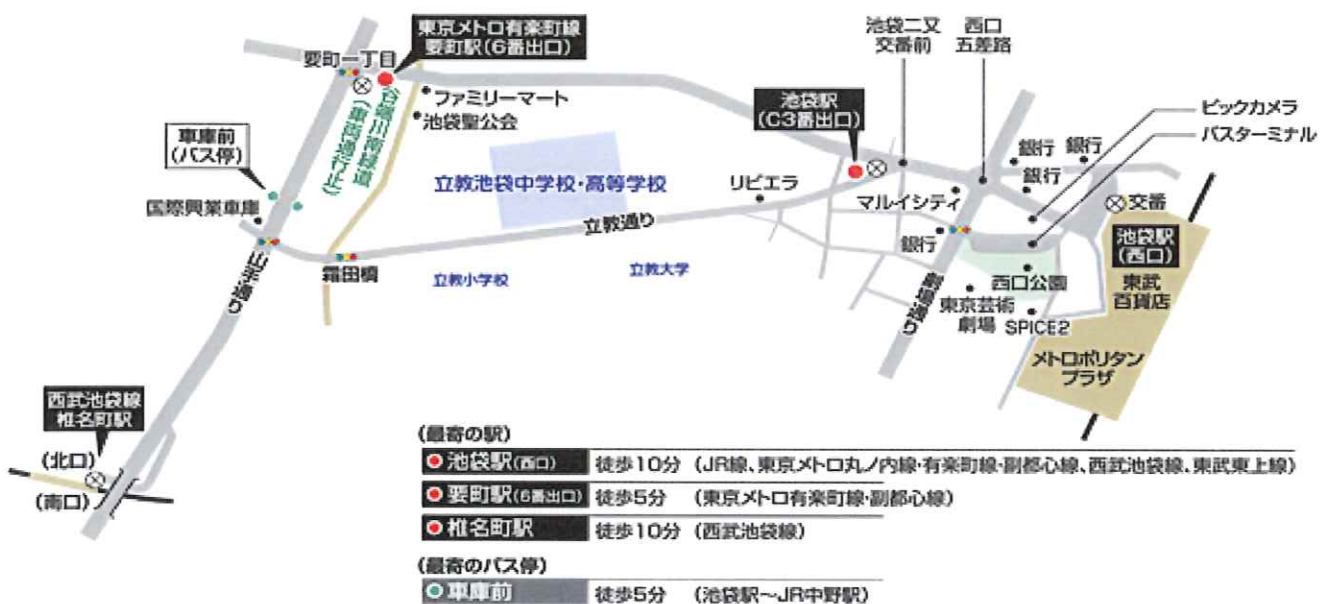 東京メトロ有楽町線
要町駅(6番出口)
要町一丁目
ファミリーマート
池袋聖公会
車庫前
(バス停)
国際興業車庫
山手通り
霜田橋
立教池袋中学校・高等学校
立教通り
立教小学校
立教大学
リビエラ
池袋駅
(C3番出口)
池袋二又
交番前
西口
五差路
ビックカメラ
バスターミナル
銀行
銀行
銀行
マルイシティ
銀行
交番
池袋駅
(西口)
東武
百貨店
西口公園
東京芸術
劇場
SPICE2
劇場通り
メトロポリタン
プラザ
西武池袋線
椎名町駅
(北口)
(南口)
(最寄の駅)
池袋駅(西口) 徒歩10分 (JR線、東京メトロ丸ノ内線・有楽町線・副都心線、西武池袋線、東武東上線)
要町駅(6番出口) 徒歩5分 (東京メトロ有楽町線・副都心線)
椎名町駅 徒歩10分 (西武池袋線)
(最寄のバス停)
車庫前 徒歩5分 (池袋駅～JR中野駅)